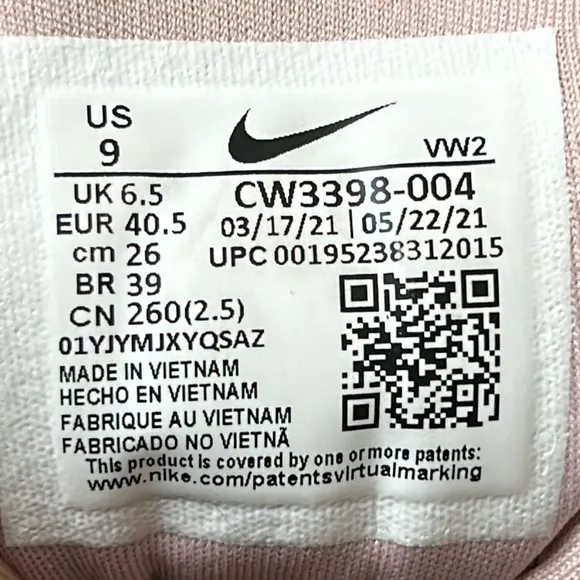 US
9
VW2
UK 6.5
EUR 40.5
cm 26
BR 39
CN 260(2.5)
CW3398-004
03/17/21 | 05/22/21
UPC 00195238312015
01YJYMJXYQSAZ
MADE IN VIETNAM
HECHO EN VIETNAM
FABRIQUE AU VIETNAM
FABRICADO NO VIETNÃ
This product is covered by one or more patents:
www.nike.com/patentsvirtualmarking